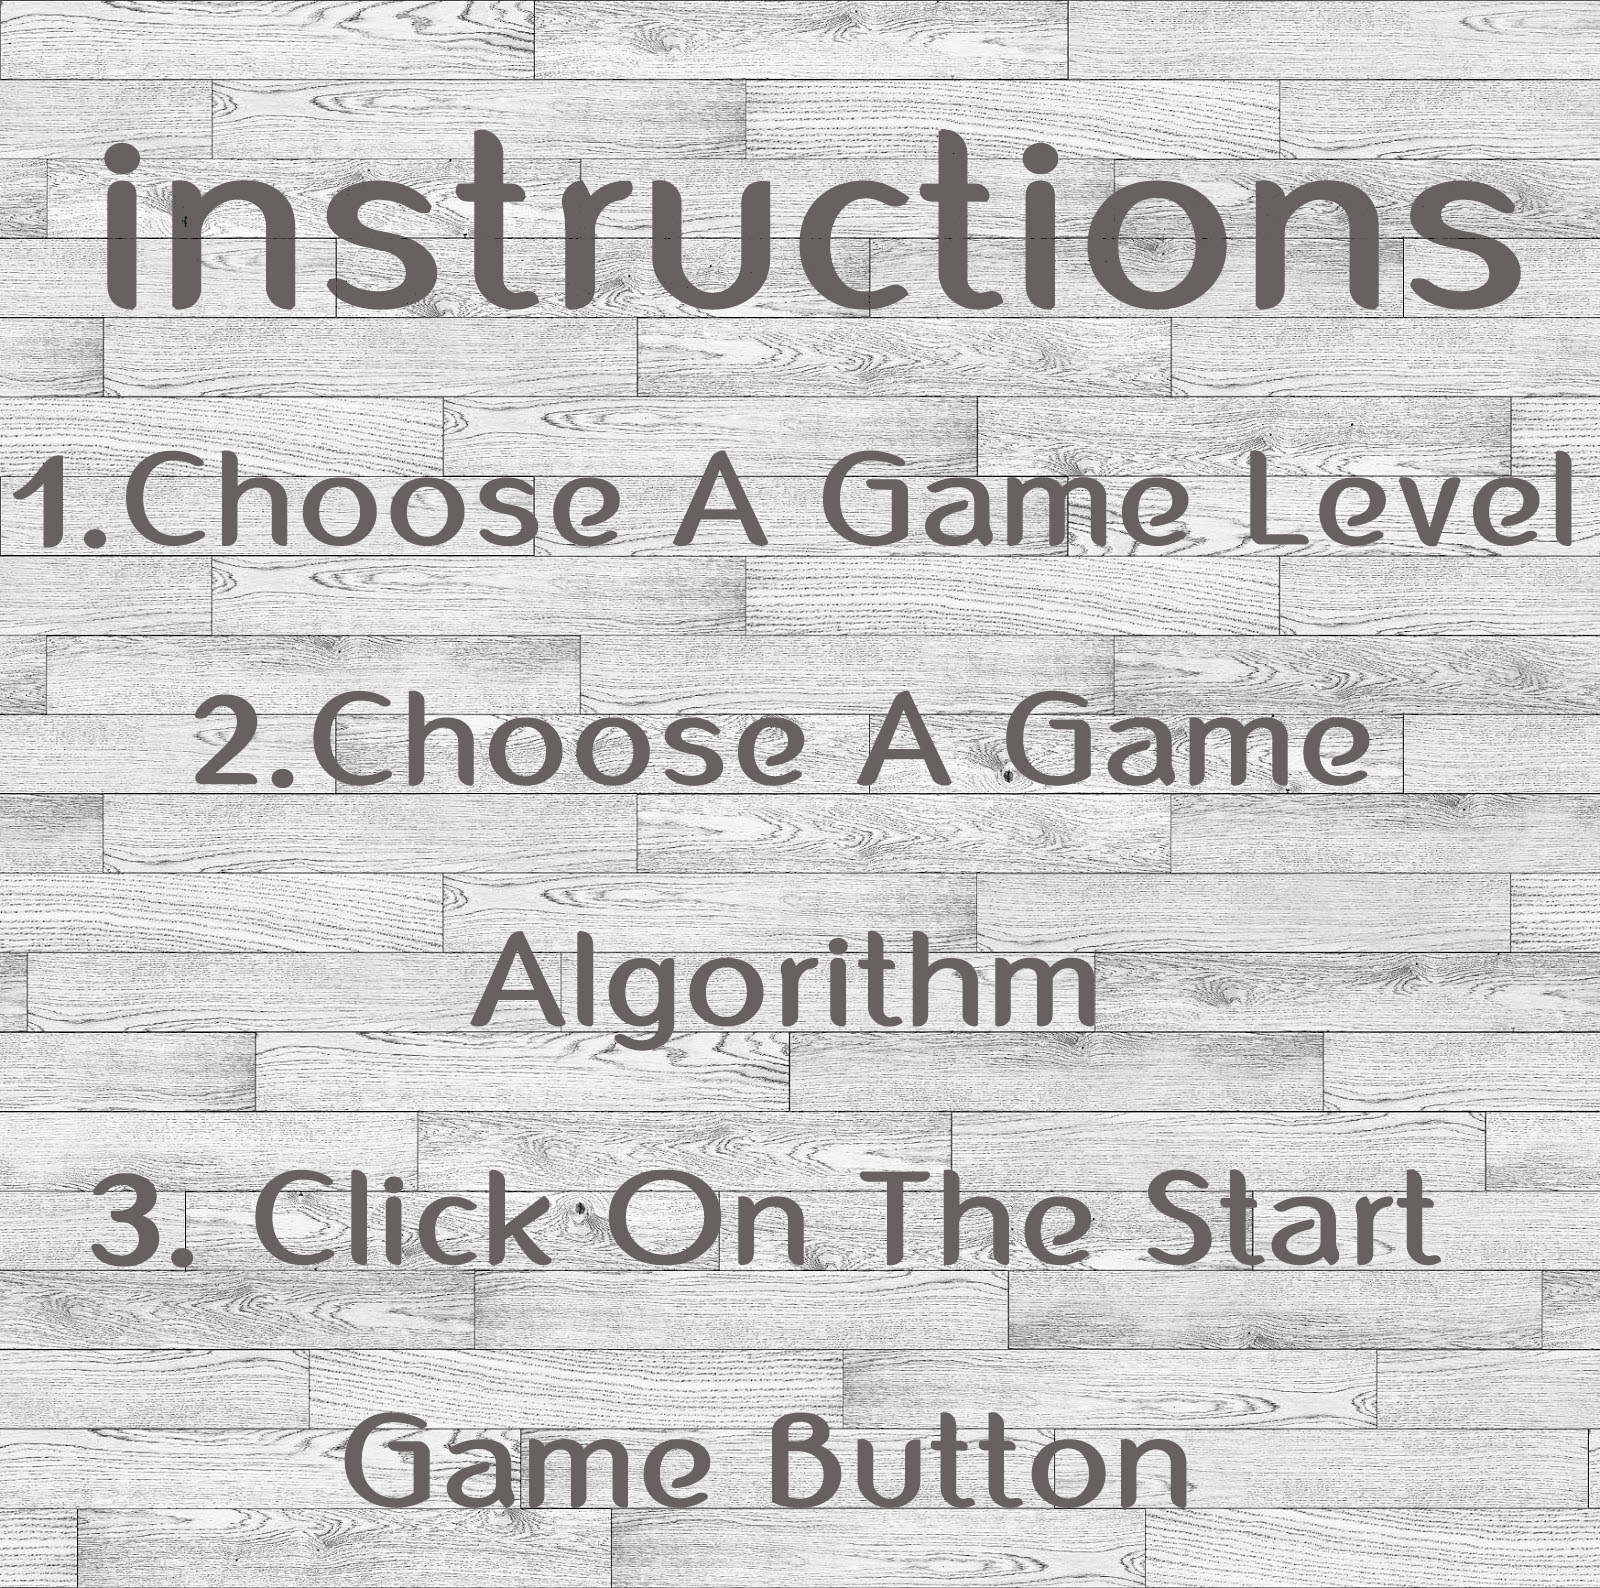 instructions
1.Choose A Game Level
2.Choose A Game
Algorithm
3. Click On The Start
Game Button